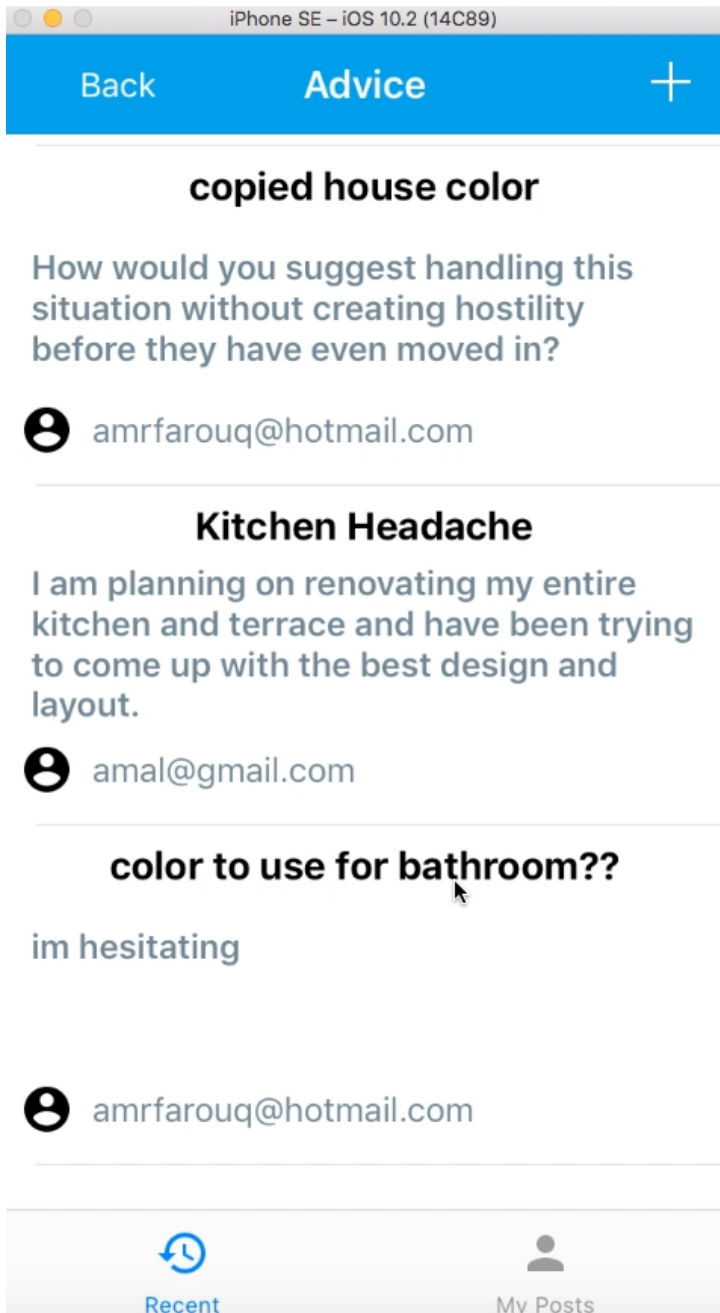 iPhone SE – iOS 10.2 (14C89)
Back Advice +
copied house color
How would you suggest handling this
situation without creating hostility
before they have even moved in?
amrfarouq@hotmail.com
Kitchen Headache
I am planning on renovating my entire
kitchen and terrace and have been trying
to come up with the best design and
layout.
amal@gmail.com
color to use for bathroom??
im hesitating
amrfarouq@hotmail.com
Recent My Posts